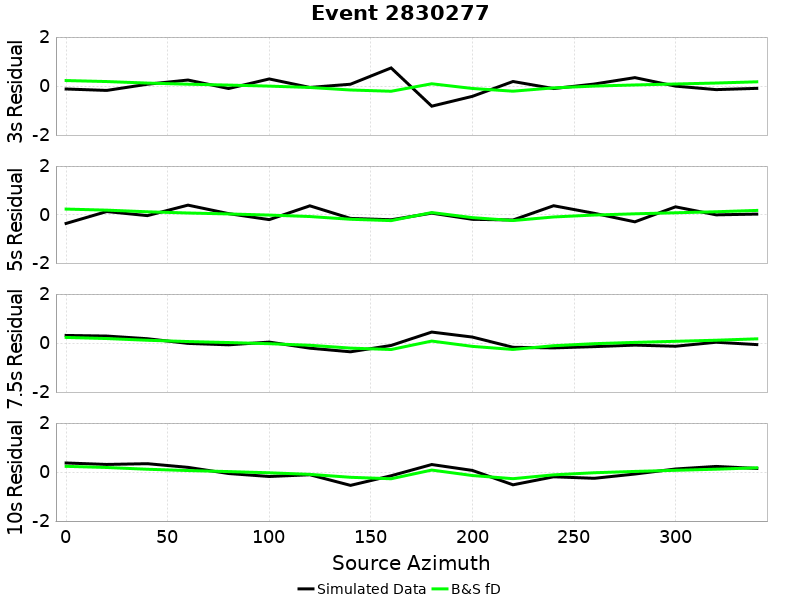 Event 2830277
3s Residual
2
0
-2
5s Residual
2
0
-2
7.5s Residual
2
0
-2
10s Residual
2
0
-2
0 50 100 150 200 250 300
Source Azimuth
Simulated Data B&S fD